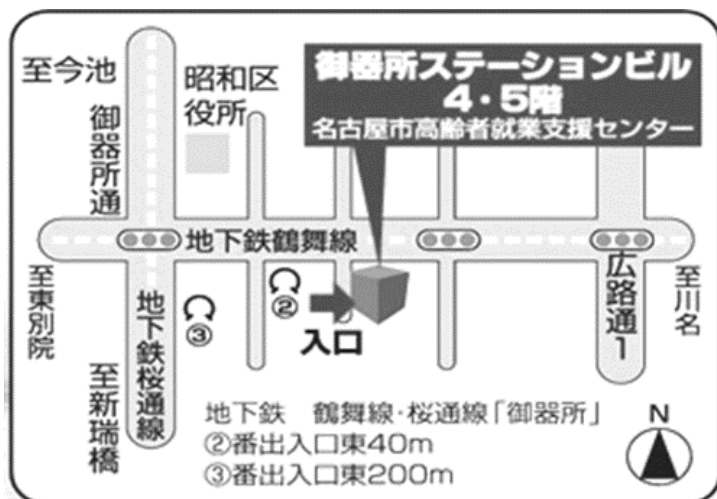 至今池
御器所通
昭和区
役所
御器所ステーションビル
4・5階
名古屋市高齢者就業支援センター
地下鉄鶴舞線
至東別院
地下鉄桜通線
至新瑞橋
③
②
入口
広路通1
至川名
地下鉄 鶴舞線・桜通線「御器所」
②番出入口東40m
③番出入口東200m
N